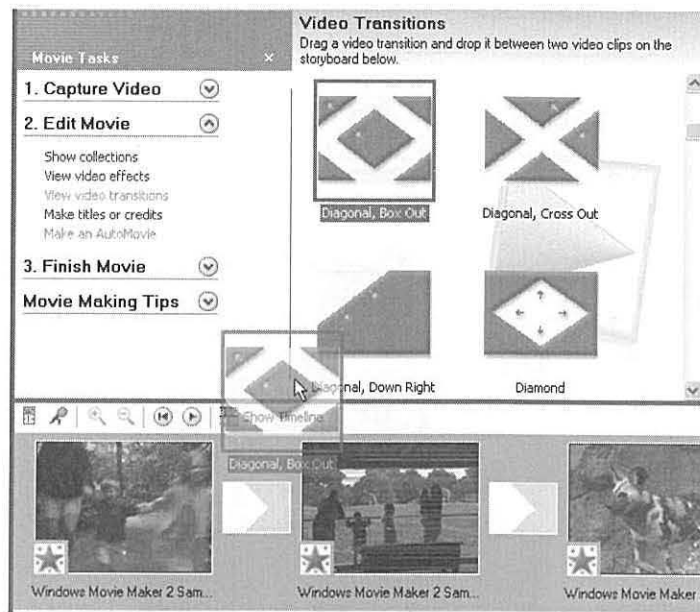 Movie Tasks
1. Capture Video
2. Edit Movie
Show collections
View video effects
View video transitions
Make titles or credits
Make an AutoMovie
3. Finish Movie
Movie Making Tips
Video Transitions
Drag a video transition and drop it between two video clips on the
storyboard below.
Diagonal, Box Out
Diagonal, Cross Out
Diagonal, Down Right
Diamond
Show Timeline
Diagonal, Box Out
Windows Movie Maker 2 Sam...
Windows Movie Maker 2 Sam...
Windows Movie Maker